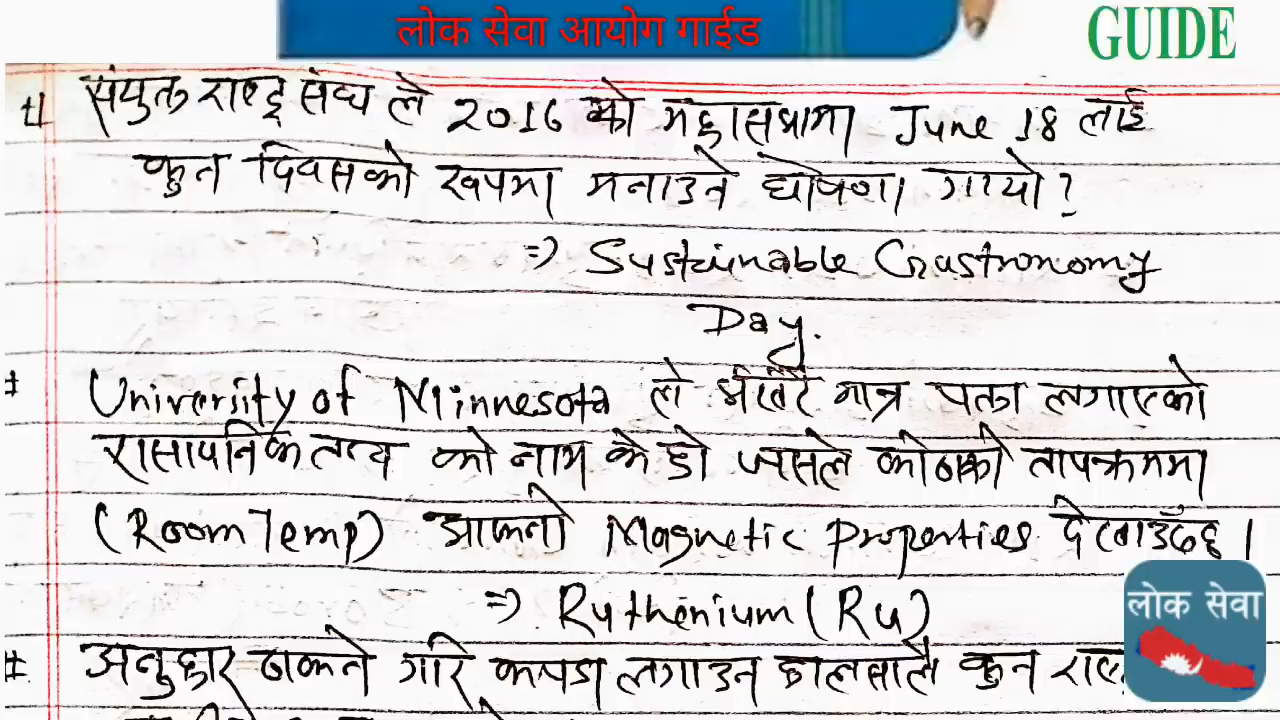 लोक सेवा आयोग गाईड
GUIDE
# संयुक्त राष्ट्र संघ ले 2016 को महासभामा June 18 लाई
कुन दिवसको रूपमा मनाउने घोषणा गरियो?
=> Sustainable Gastronomy
Day.
# University of Minnesota ले भर्खरै मात्र पत्ता लगाएको
रासायनिक तत्व को नाम के हो जसले कोठाको तापक्रममा
(Room Temp) आफ्नो Magnetic Properties देखाउँदछ।
=> Ruthenium (Ru)
लोक सेवा
# अनुहार ढाक्ने गरि कपडा लगाउन हालसालै कुन